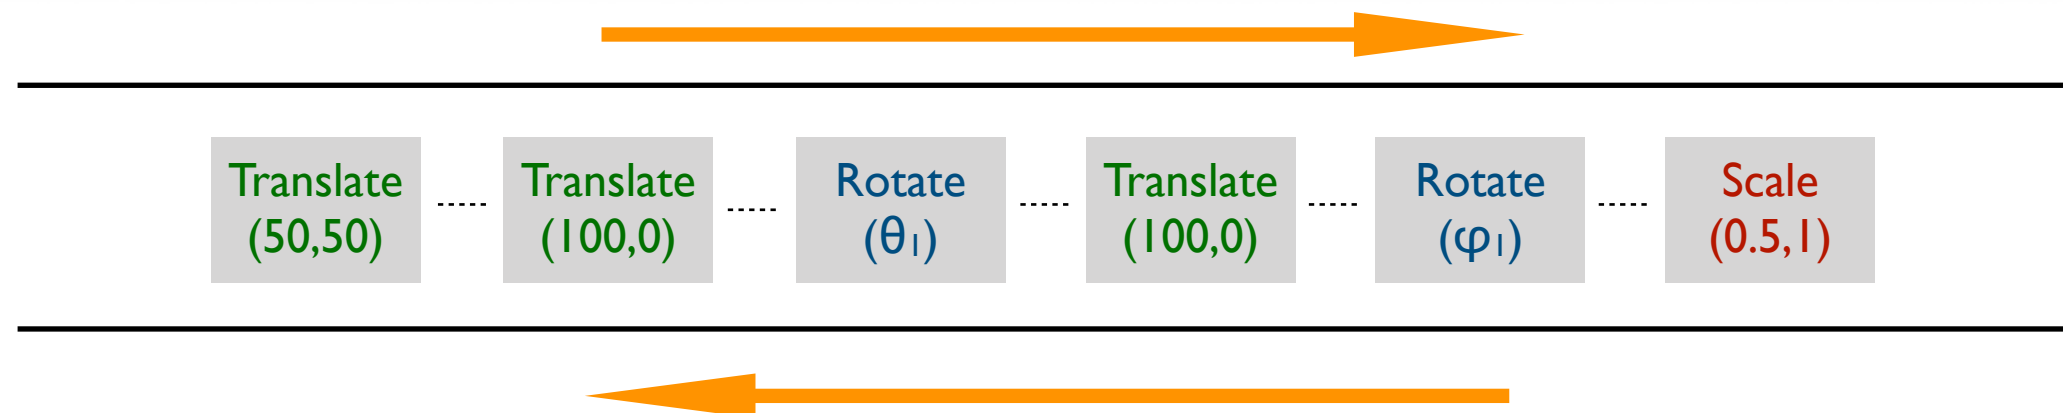 Translate
(50,50)
Translate
(100,0)
Rotate
(θ₁)
Translate
(100,0)
Rotate
(φ₁)
Scale
(0.5,1)